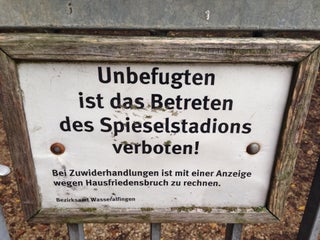 Unbefugten
ist das Betreten
des Spieselstadions
verboten!
Bei Zuwiderhandlungen ist mit einer Anzeige
wegen Hausfriedensbruch zu rechnen.
Bezirksamt Wasseralfingen